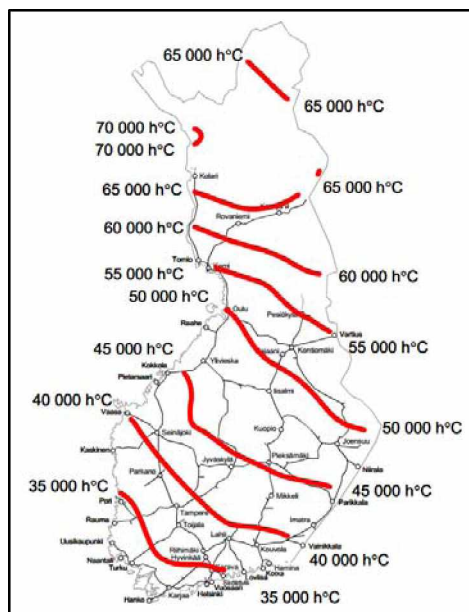 65 000 h°C
65 000 h°C
70 000 h°C
70 000 h°C
Kolari
65 000 h°C
65 000 h°C
Rovaniemi
60 000 h°C
Tornio
Kemi
60 000 h°C
55 000 h°C
50 000 h°C
Oulu
Pesiökylä
Raahe
Vartius
55 000 h°C
Kontiomäki
45 000 h°C
Ylivieska
Kokkola
Pietarsaari
Iisalmi
40 000 h°C
Vaasa
50 000 h°C
Seinäjoki
Kuopio
Joensuu
Kaskinen
Jyväskylä
Pieksämäki
Niirala
Parkano
35 000 h°C
45 000 h°C
Pori
Mikkeli
Parikkala
Tampere
Rauma
Toijala
Imatra
Uusikaupunki
Lahti
Riihimäki
Kouvola
Vainikkala
Hyvinkää
40 000 h°C
Naantali
Turku
Kerava
Loviisa
Kotka
Hamina
Vuosaari
Karjaa
Helsinki
Hanko
35 000 h°C